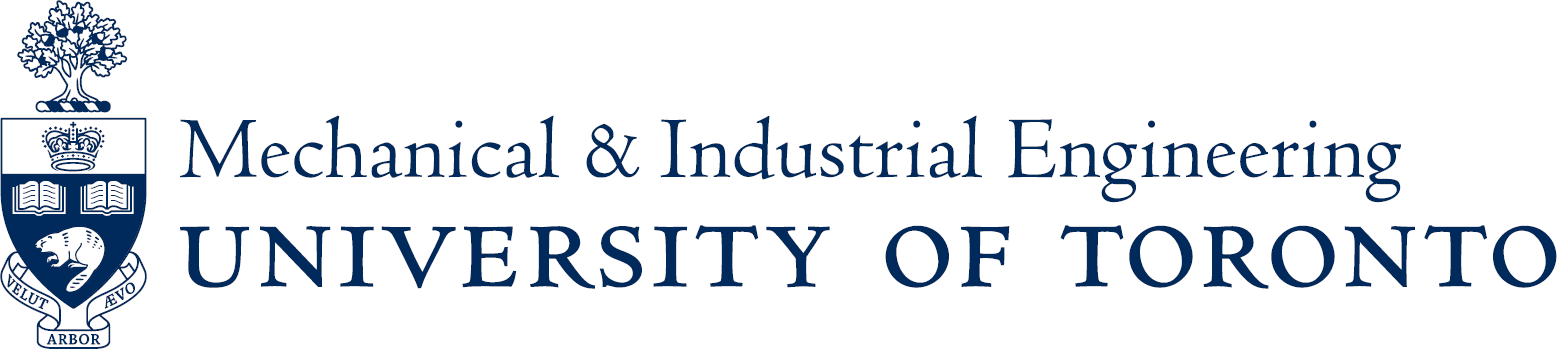 Mechanical & Industrial Engineering
UNIVERSITY OF TORONTO
VELUT
ÆVO
ARBOR